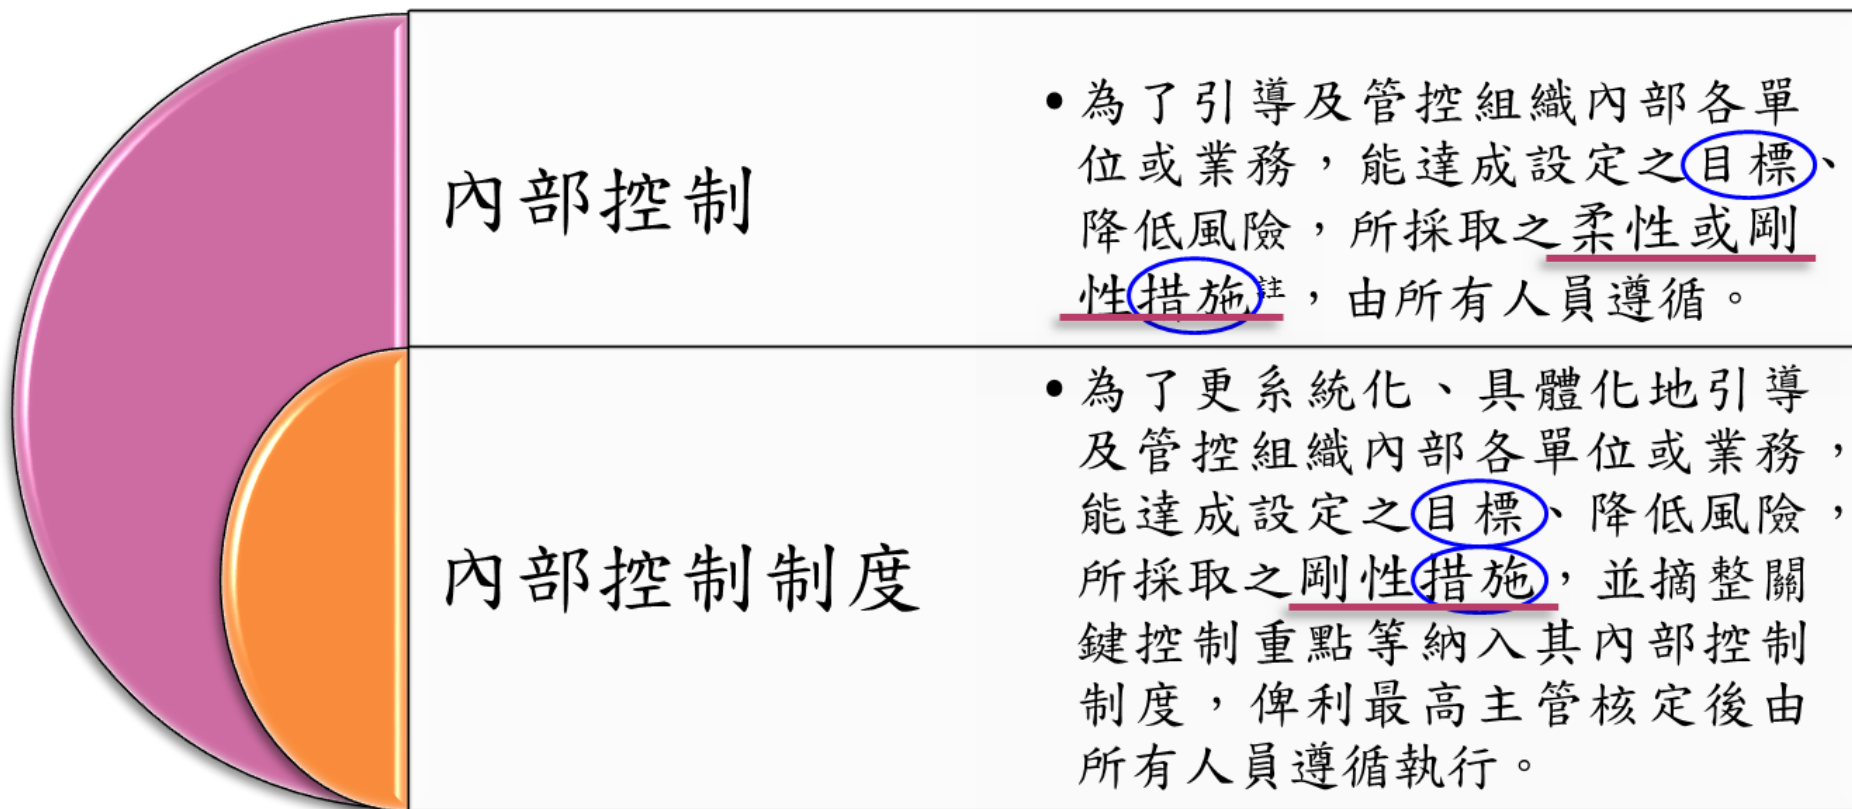 內部控制
• 為了引導及管控組織內部各單
位或業務，能達成設定之目標、
降低風險，所採取之柔性或剛
性措施註，由所有人員遵循。
內部控制制度
• 為了更系統化、具體化地引導
及管控組織內部各單位或業務，
能達成設定之目標、降低風險，
所採取之剛性措施，並摘整關
鍵控制重點等納入其內部控制
制度，俾利最高主管核定後由
所有人員遵循執行。